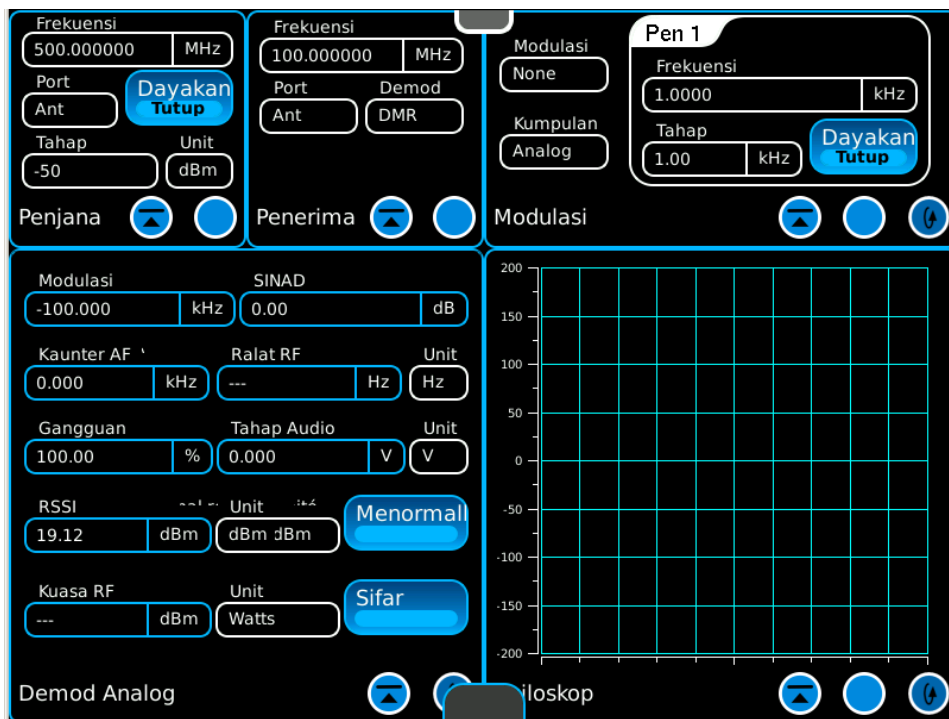 Frekuensi
500.000000 MHz
Port
Ant
Dayakan
Tutup
Tahap Unit
-50 dBm
Penjana
Frekuensi
100.000000 MHz
Port Demod
Ant DMR
Penerima
Modulasi
None
Kumpulan
Analog
Pen 1
Frekuensi
1.0000 kHz
Tahap
1.00 kHz
Dayakan
Tutup
Modulasi
Modulasi SINAD
-100.000 kHz 0.00 dB
Kaunter AF Ralat RF Unit
0.000 kHz --- Hz Hz
Gangguan Tahap Audio Unit
100.00 % 0.000 V V
RSSI Unit
19.12 dBm dBm dBm
Menormall
Kuasa RF Unit
--- dBm Watts
Sifar
Demod Analog
200
150
100
50
0
-50
-100
-150
-200
iloskop